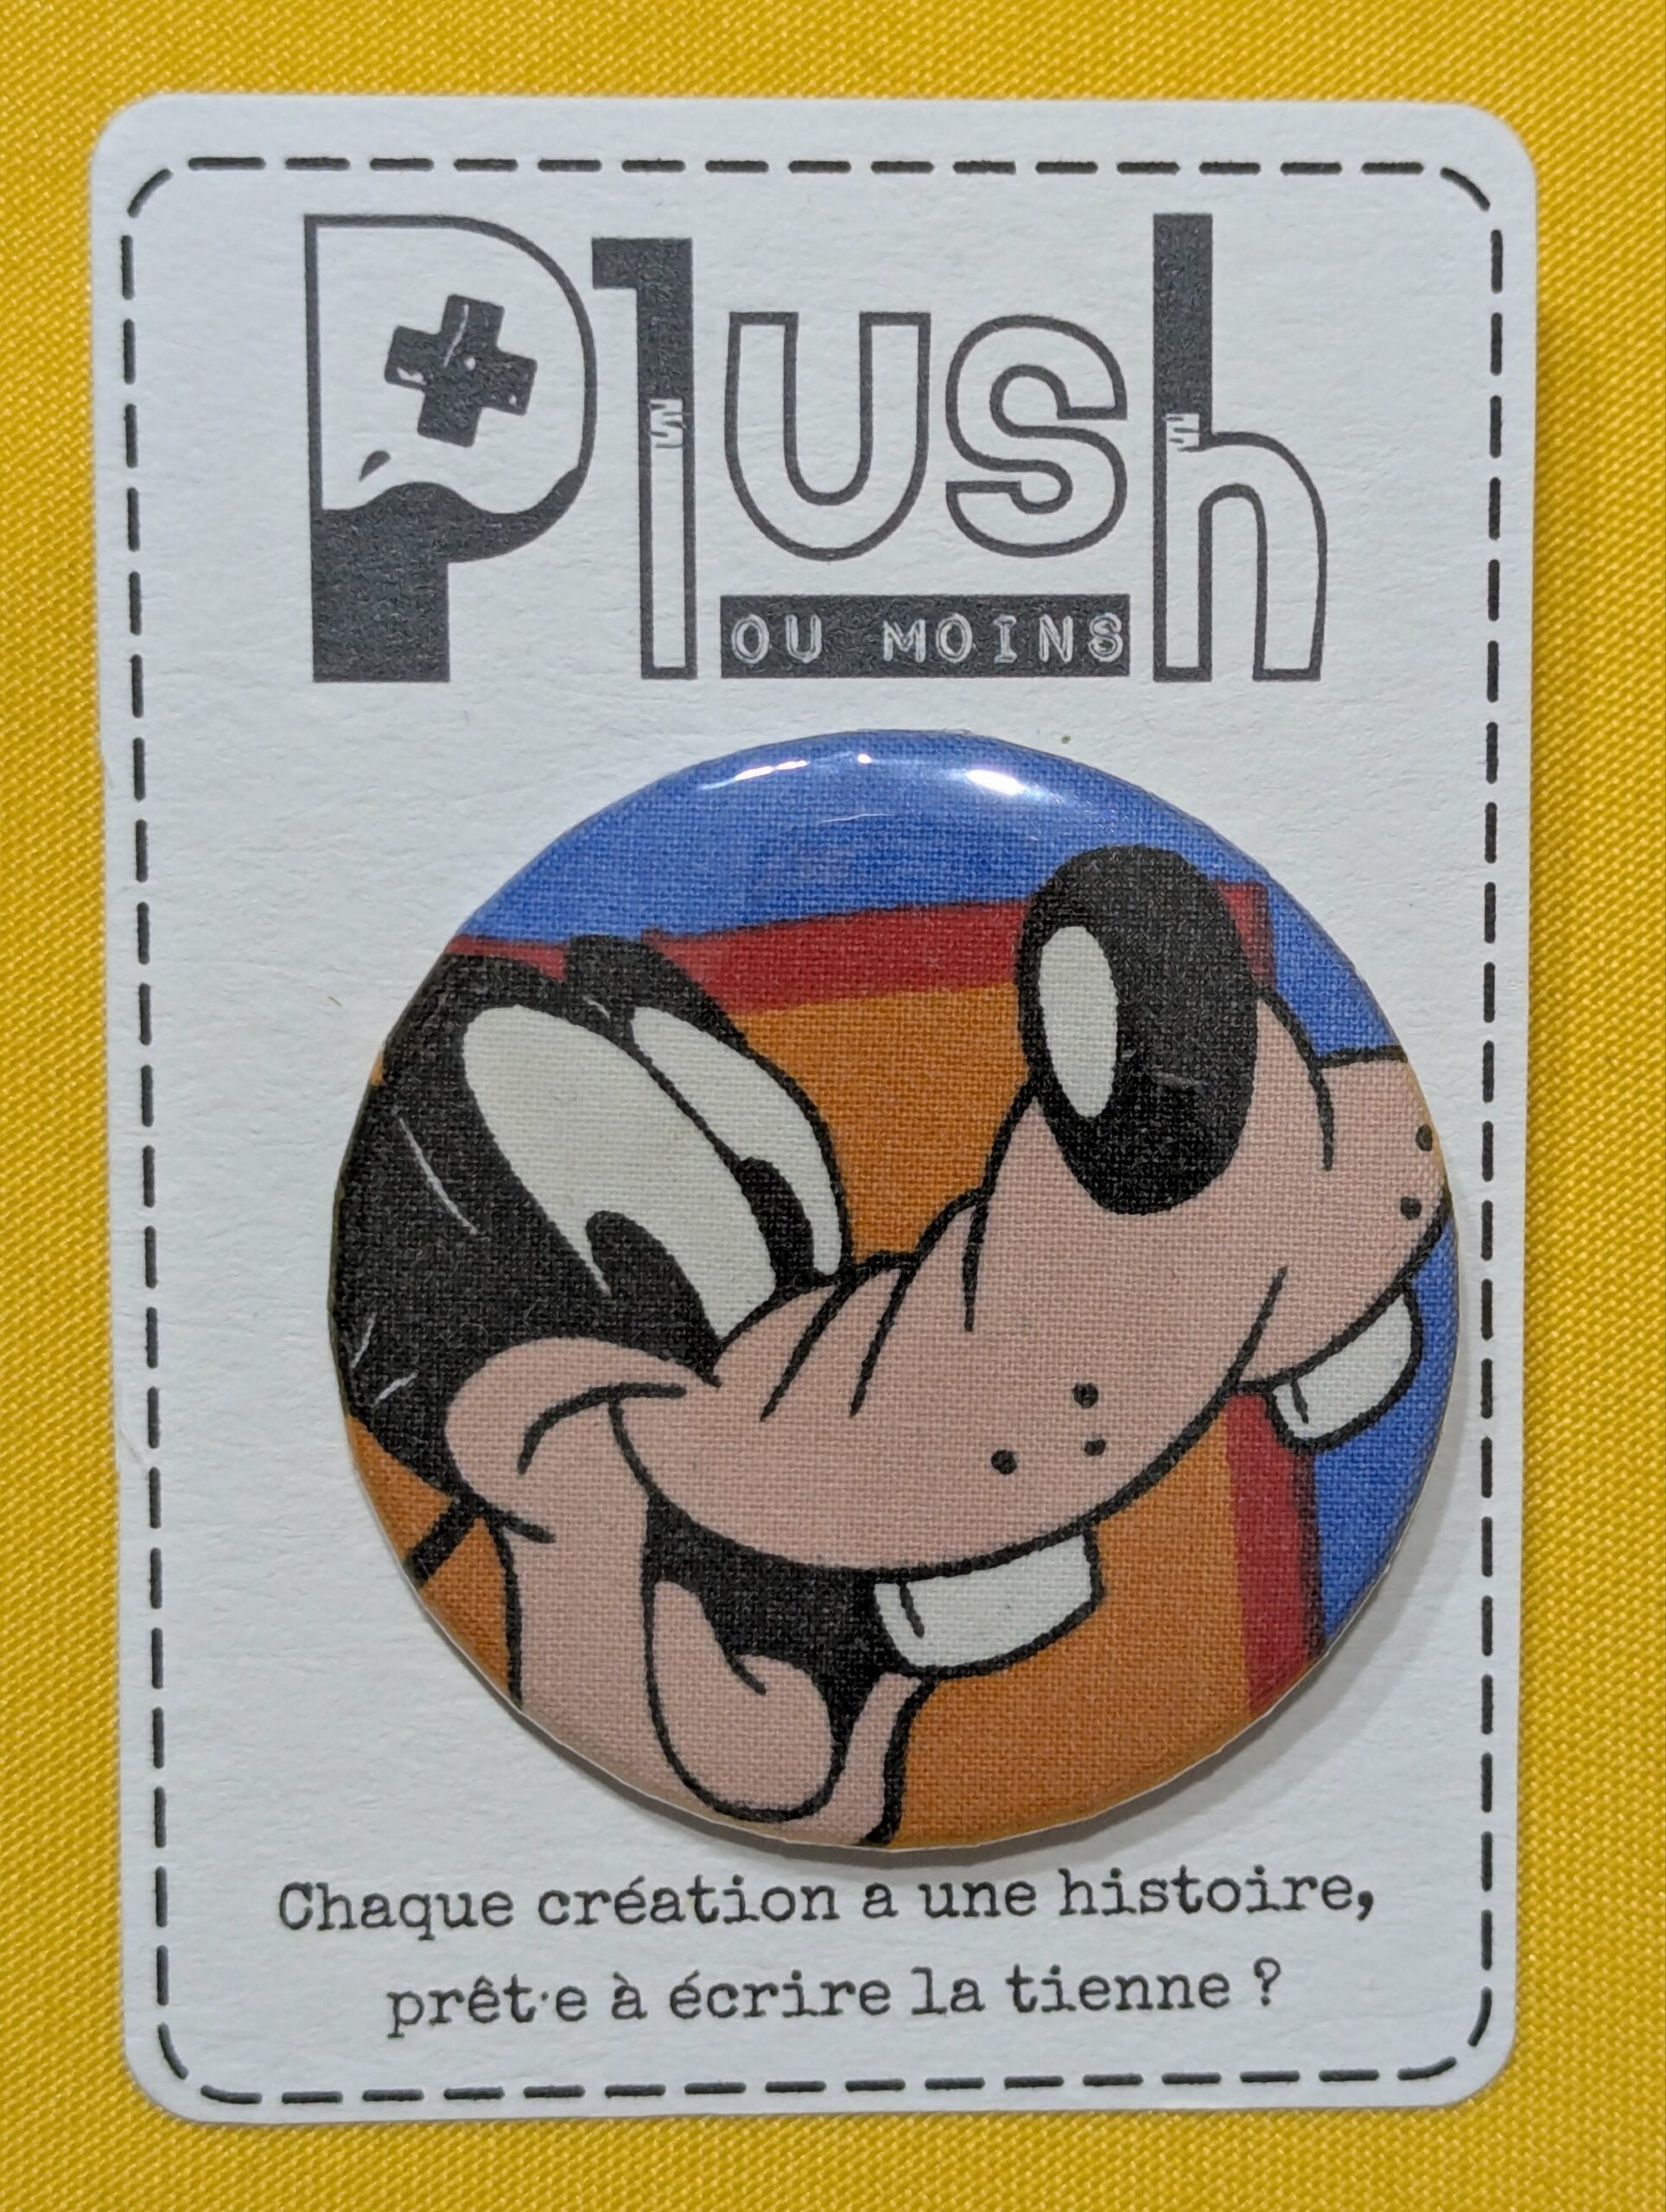 Plush
OU MOINS
Chaque création a une histoire,
prêt·e à écrire la tienne ?